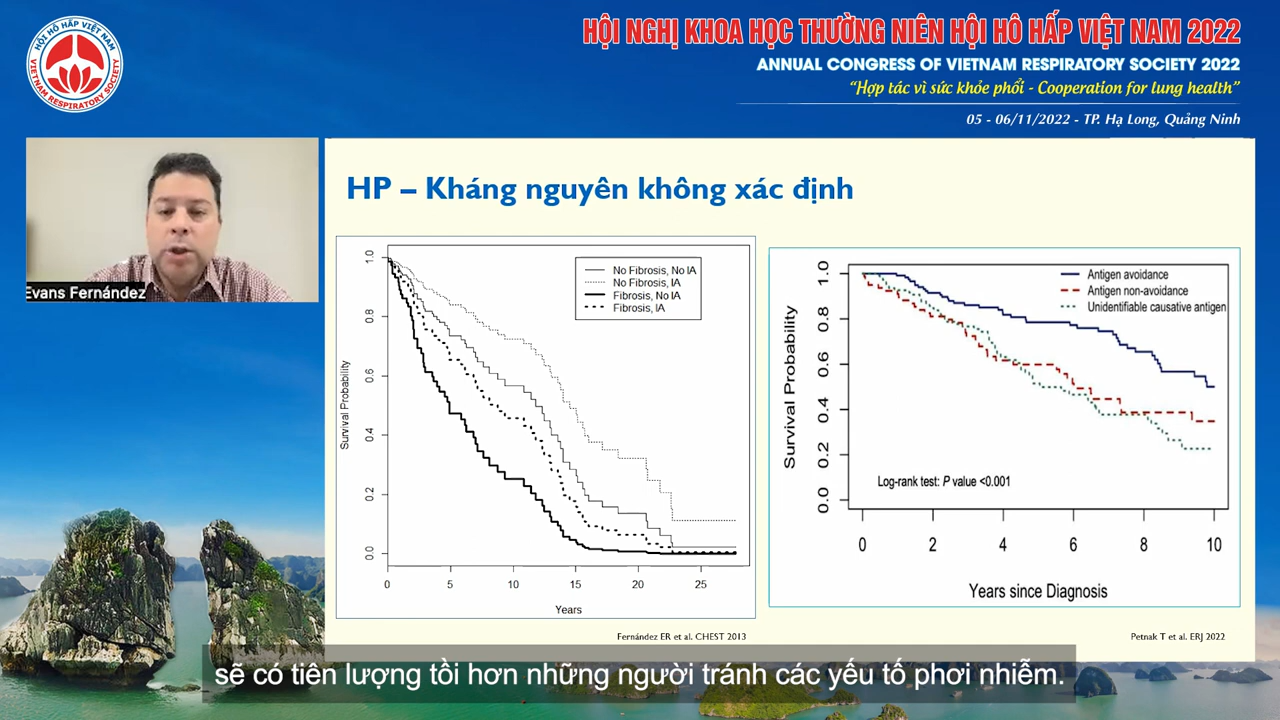 HỘI HÔ HẤP VIỆT NAM
VIETNAM RESPIRATORY SOCIETY
HỘI NGHỊ KHOA HỌC THƯỜNG NIÊN HỘI HÔ HẤP VIỆT NAM 2022
ANNUAL CONGRESS OF VIETNAM RESPIRATORY SOCIETY 2022
“Hợp tác vì sức khỏe phổi - Cooperation for lung health”
05 - 06/11/2022 - TP. Hạ Long, Quảng Ninh
Evans Fernández
HP – Kháng nguyên không xác định
Survival Probability
1.0
0.8
0.6
0.4
0.2
0.0
No Fibrosis, No IA
No Fibrosis, IA
Fibrosis, No IA
Fibrosis, IA
0 5 10 15 20 25
Years
Fernández ER et al. CHEST 2013
Survival Probability
1.0
0.8
0.6
0.4
0.2
0.0
Antigen avoidance
Antigen non-avoidance
Unidentifiable causative antigen
Log-rank test: P value <0.001
0 2 4 6 8 10
Years since Diagnosis
Petnak T et al. ERJ 2022
sẽ có tiên lượng tồi hơn những người tránh các yếu tố phơi nhiễm.